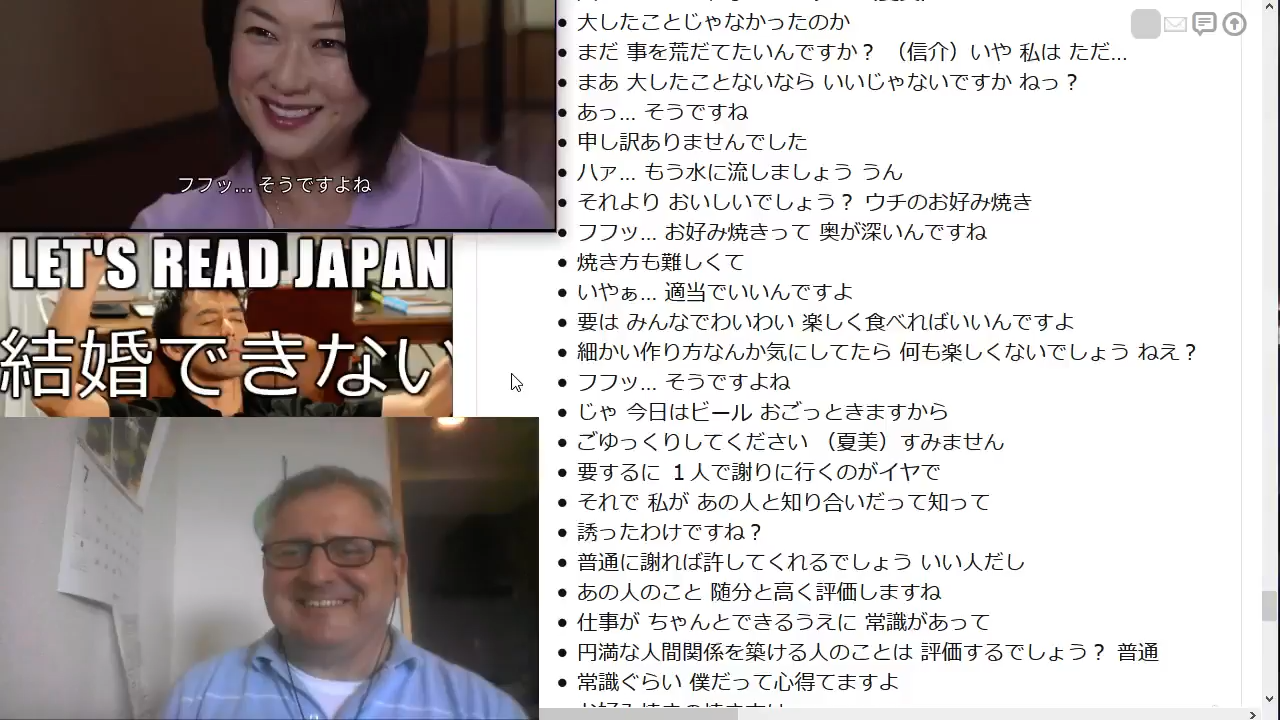 大したことじゃなかったのか
まだ 事を荒だてたいんですか？ （信介）いや 私は ただ…
まあ 大したことないなら いいじゃないですか ねっ？
あっ… そうですね
申し訳ありませんでした
ハァ… もう水に流しましょう うん
それより おいしいでしょう？ ウチのお好み焼き
フフッ… お好み焼きって 奥が深いんですね
焼き方も難しくて
いやぁ… 適当でいいんですよ
要は みんなでわいわい 楽しく食べればいいんですよ
細かい作り方なんか気にしてたら 何も楽しくないでしょう ねえ？
フフッ… そうですよね
じゃ 今日はビール おごっときますから
ごゆっくりしてください （夏美）すみません
要するに １人で謝りに行くのがイヤで
それで 私が あの人と知り合いだって知って
誘ったわけですね？
普通に謝れば許してくれるでしょう いい人だし
あの人のこと 随分と高く評価しますね
仕事が ちゃんとできるうえに 常識があって
円満な人間関係を築ける人のことは 評価するでしょう？ 普通
常識ぐらい 僕だって心得てますよ
フフッ… そうですよね
LET'S READ JAPAN
結婚できない
7